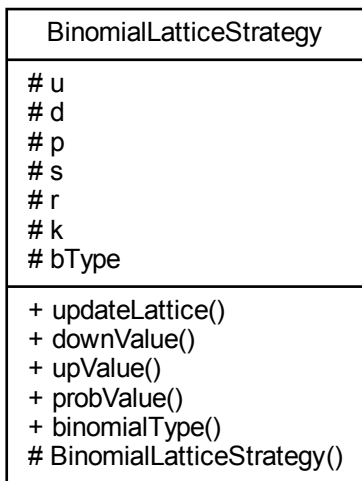 BinomialLatticeStrategy
# u
# d
# p
# s
# r
# k
# bType
+ updateLattice()
+ downValue()
+ upValue()
+ probValue()
+ binomialType()
# BinomialLatticeStrategy()